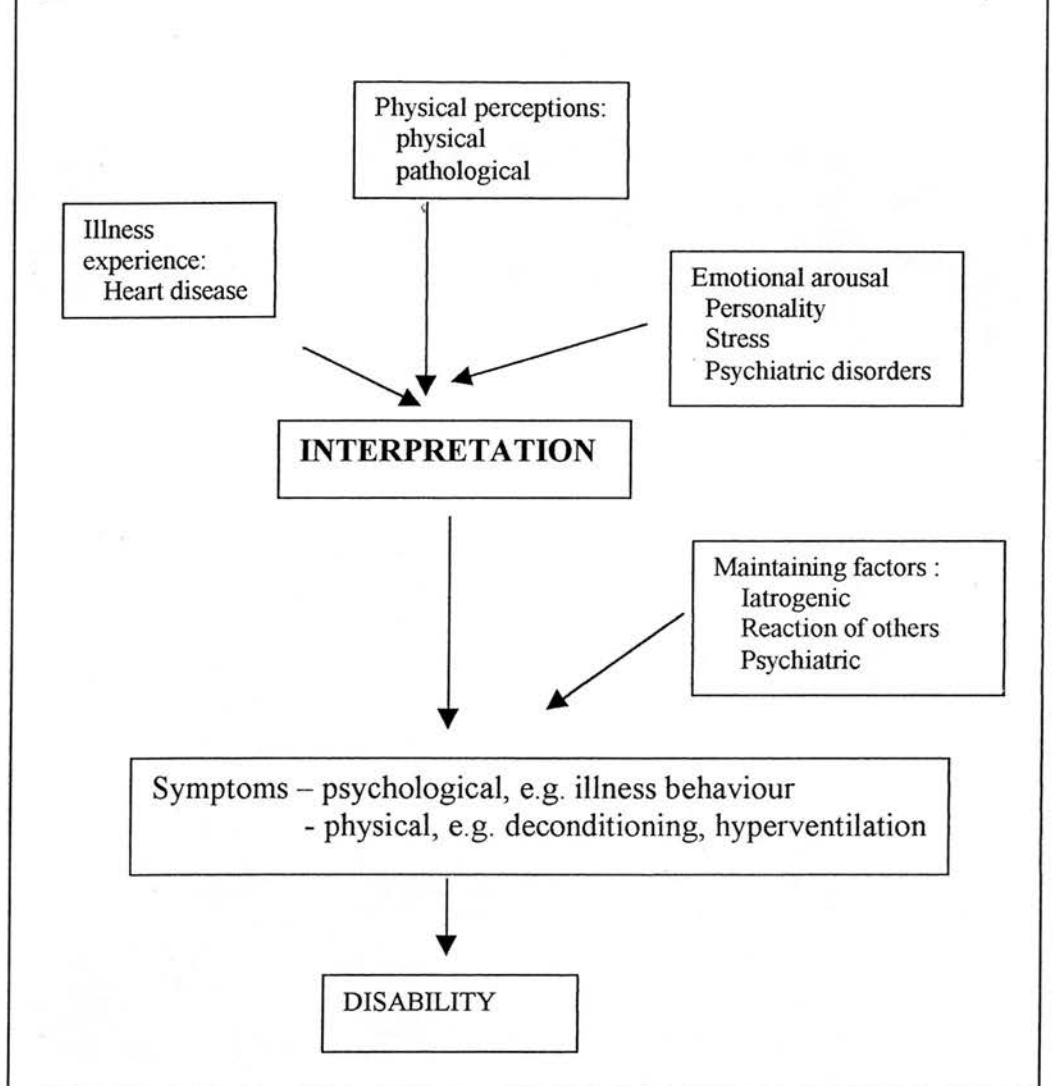 Physical perceptions:
physical
pathological
Illness
experience:
Heart disease
Emotional arousal
Personality
Stress
Psychiatric disorders
INTERPRETATION
Maintaining factors :
Iatrogenic
Reaction of others
Psychiatric
Symptoms – psychological, e.g. illness behaviour
- physical, e.g. deconditioning, hyperventilation
DISABILITY